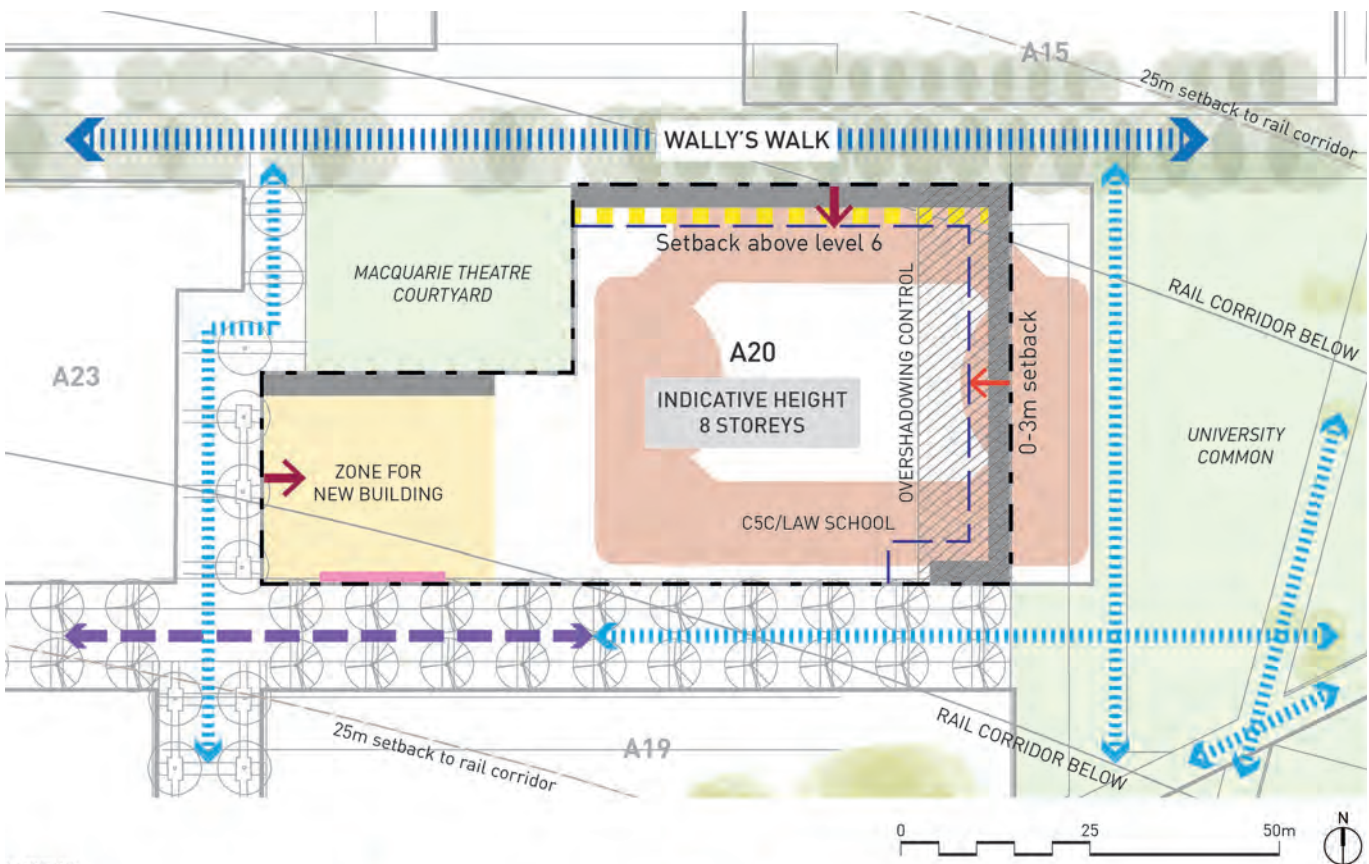 A15
25m setback to rail corridor
WALLY'S WALK
Setback above level 6
MACQUARIE THEATRE
COURTYARD
OVERSHADOWING CONTROL
RAIL CORRIDOR BELOW
A23
A20
0-3m setback
INDICATIVE HEIGHT
8 STOREYS
UNIVERSITY
COMMON
ZONE FOR
NEW BUILDING
C5C/LAW SCHOOL
25m setback to rail corridor
A19
RAIL CORRIDOR BELOW
0
25
50m
N